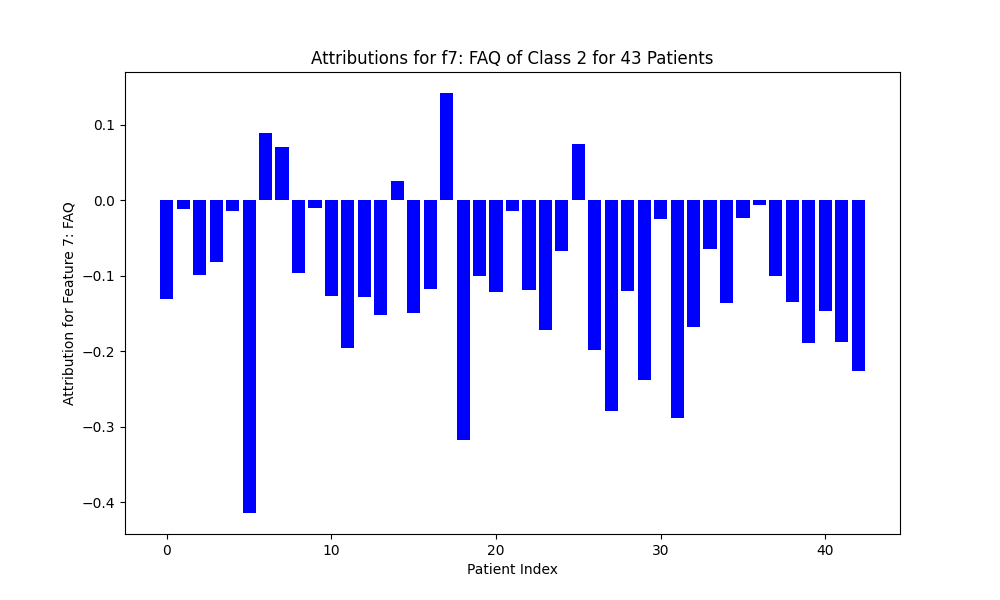 Attributions for f7: FAQ of Class 2 for 43 Patients
Attribution for Feature 7: FAQ
0.1
0.0
−0.1
−0.2
−0.3
−0.4
0 10 20 30 40
Patient Index